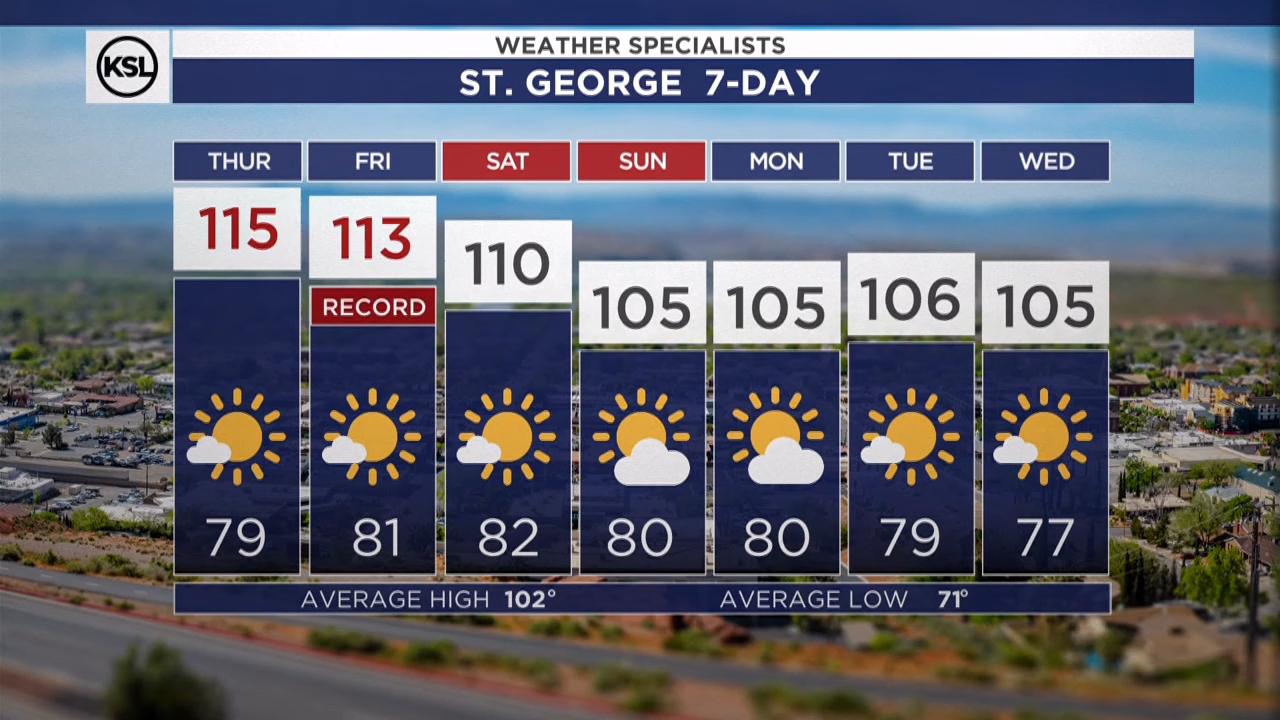 KSL
WEATHER SPECIALISTS
ST. GEORGE 7-DAY
THUR FRI SAT SUN MON TUE WED
115 113 110 105 105 106 105
RECORD
79 81 82 80 80 79 77
AVERAGE HIGH 102° AVERAGE LOW 71°